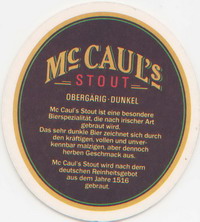 McCAUL's
STOUT
OBERGÄRIG · DUNKEL
Mc Caul's Stout ist eine besondere
Bierspezialität, die nach irischer Art
gebraut wird.
Das sehr dunkle Bier zeichnet sich durch
den kräftigen, vollen und unver-
kennbar malzigen, aber dennoch
herben Geschmack aus.
Mc Caul's Stout wird nach dem
deutschen Reinheitsgebot
aus dem Jahre 1516
gebraut.